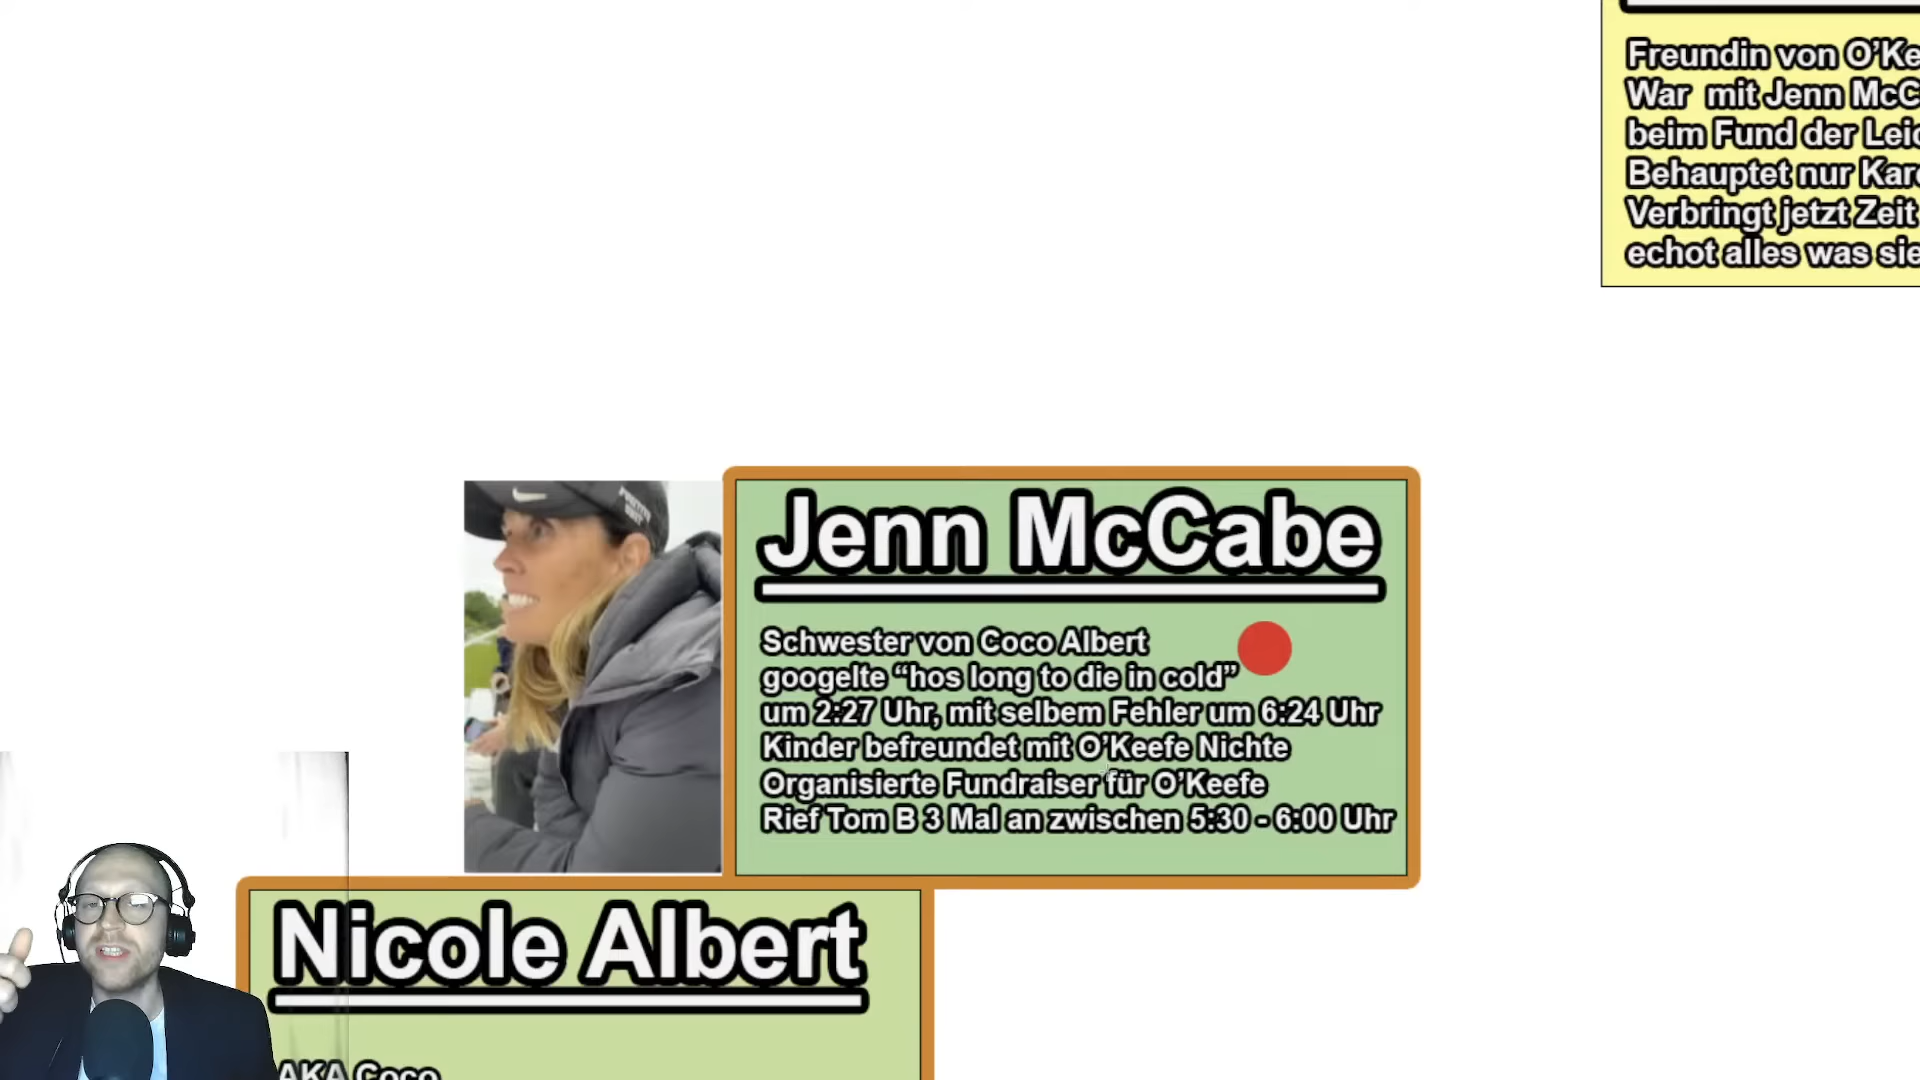 Freundin von O’Ke
War mit Jenn McC
beim Fund der Leic
Behauptet nur Kar
Verbringt jetzt Zeit
echot alles was sie
Jenn McCabe
Schwester von Coco Albert
googelte “hos long to die in cold”
um 2:27 Uhr, mit selbem Fehler um 6:24 Uhr
Kinder befreundet mit O’Keefe Nichte
Organisierte Fundraiser für O’Keefe
Rief Tom B 3 Mal an zwischen 5:30 - 6:00 Uhr
Nicole Albert
AKA Coco